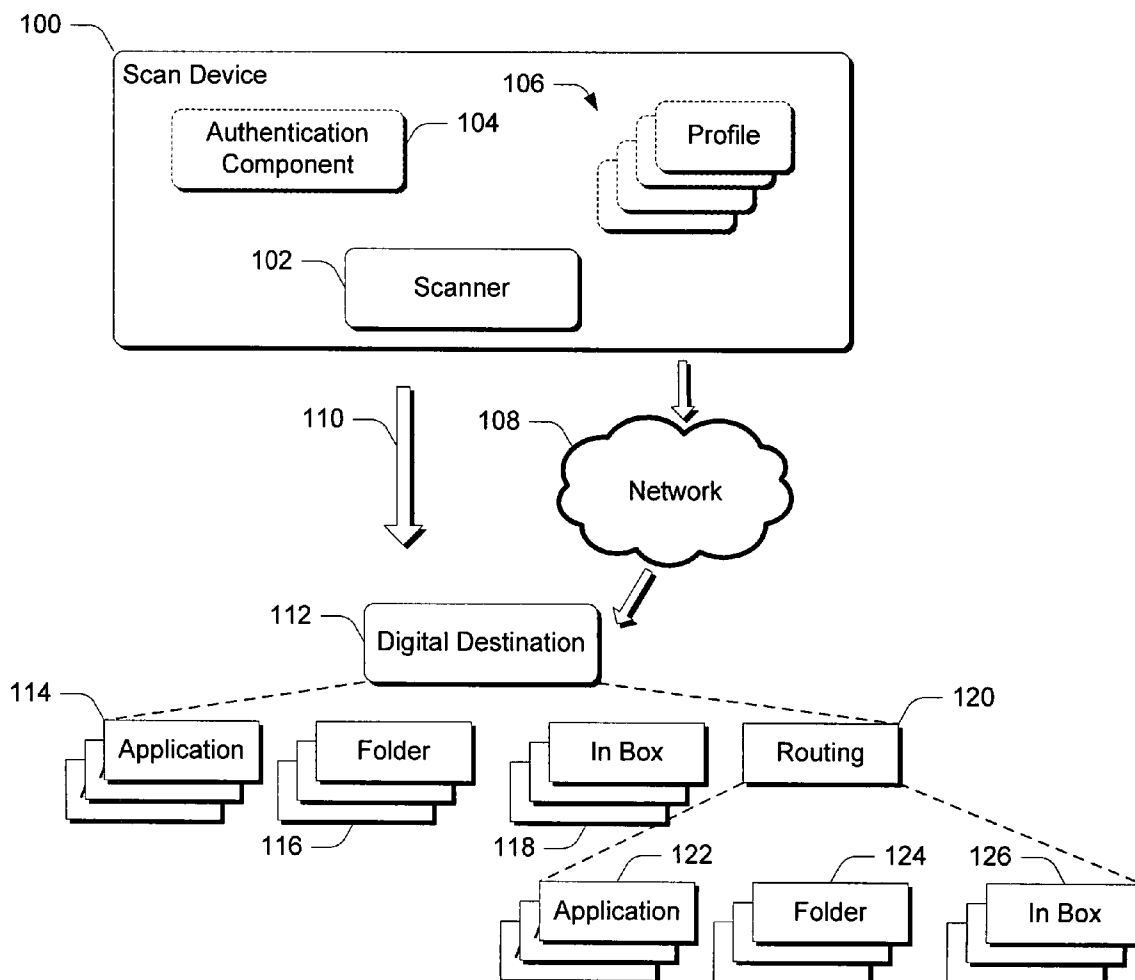 100
Scan Device
106
Authentication
Component
104
Profile
102
Scanner
110
108
Network
112
Digital Destination
114
120
Application
Folder
In Box
Routing
116
118
122
124
126
Application
Folder
In Box